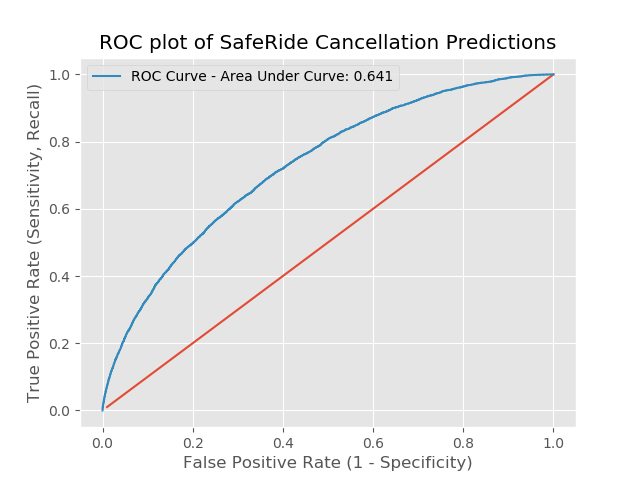 ROC plot of SafeRide Cancellation Predictions
ROC Curve - Area Under Curve: 0.641
True Positive Rate (Sensitivity, Recall)
1.0
0.8
0.6
0.4
0.2
0.0
0.0 0.2 0.4 0.6 0.8 1.0
False Positive Rate (1 - Specificity)